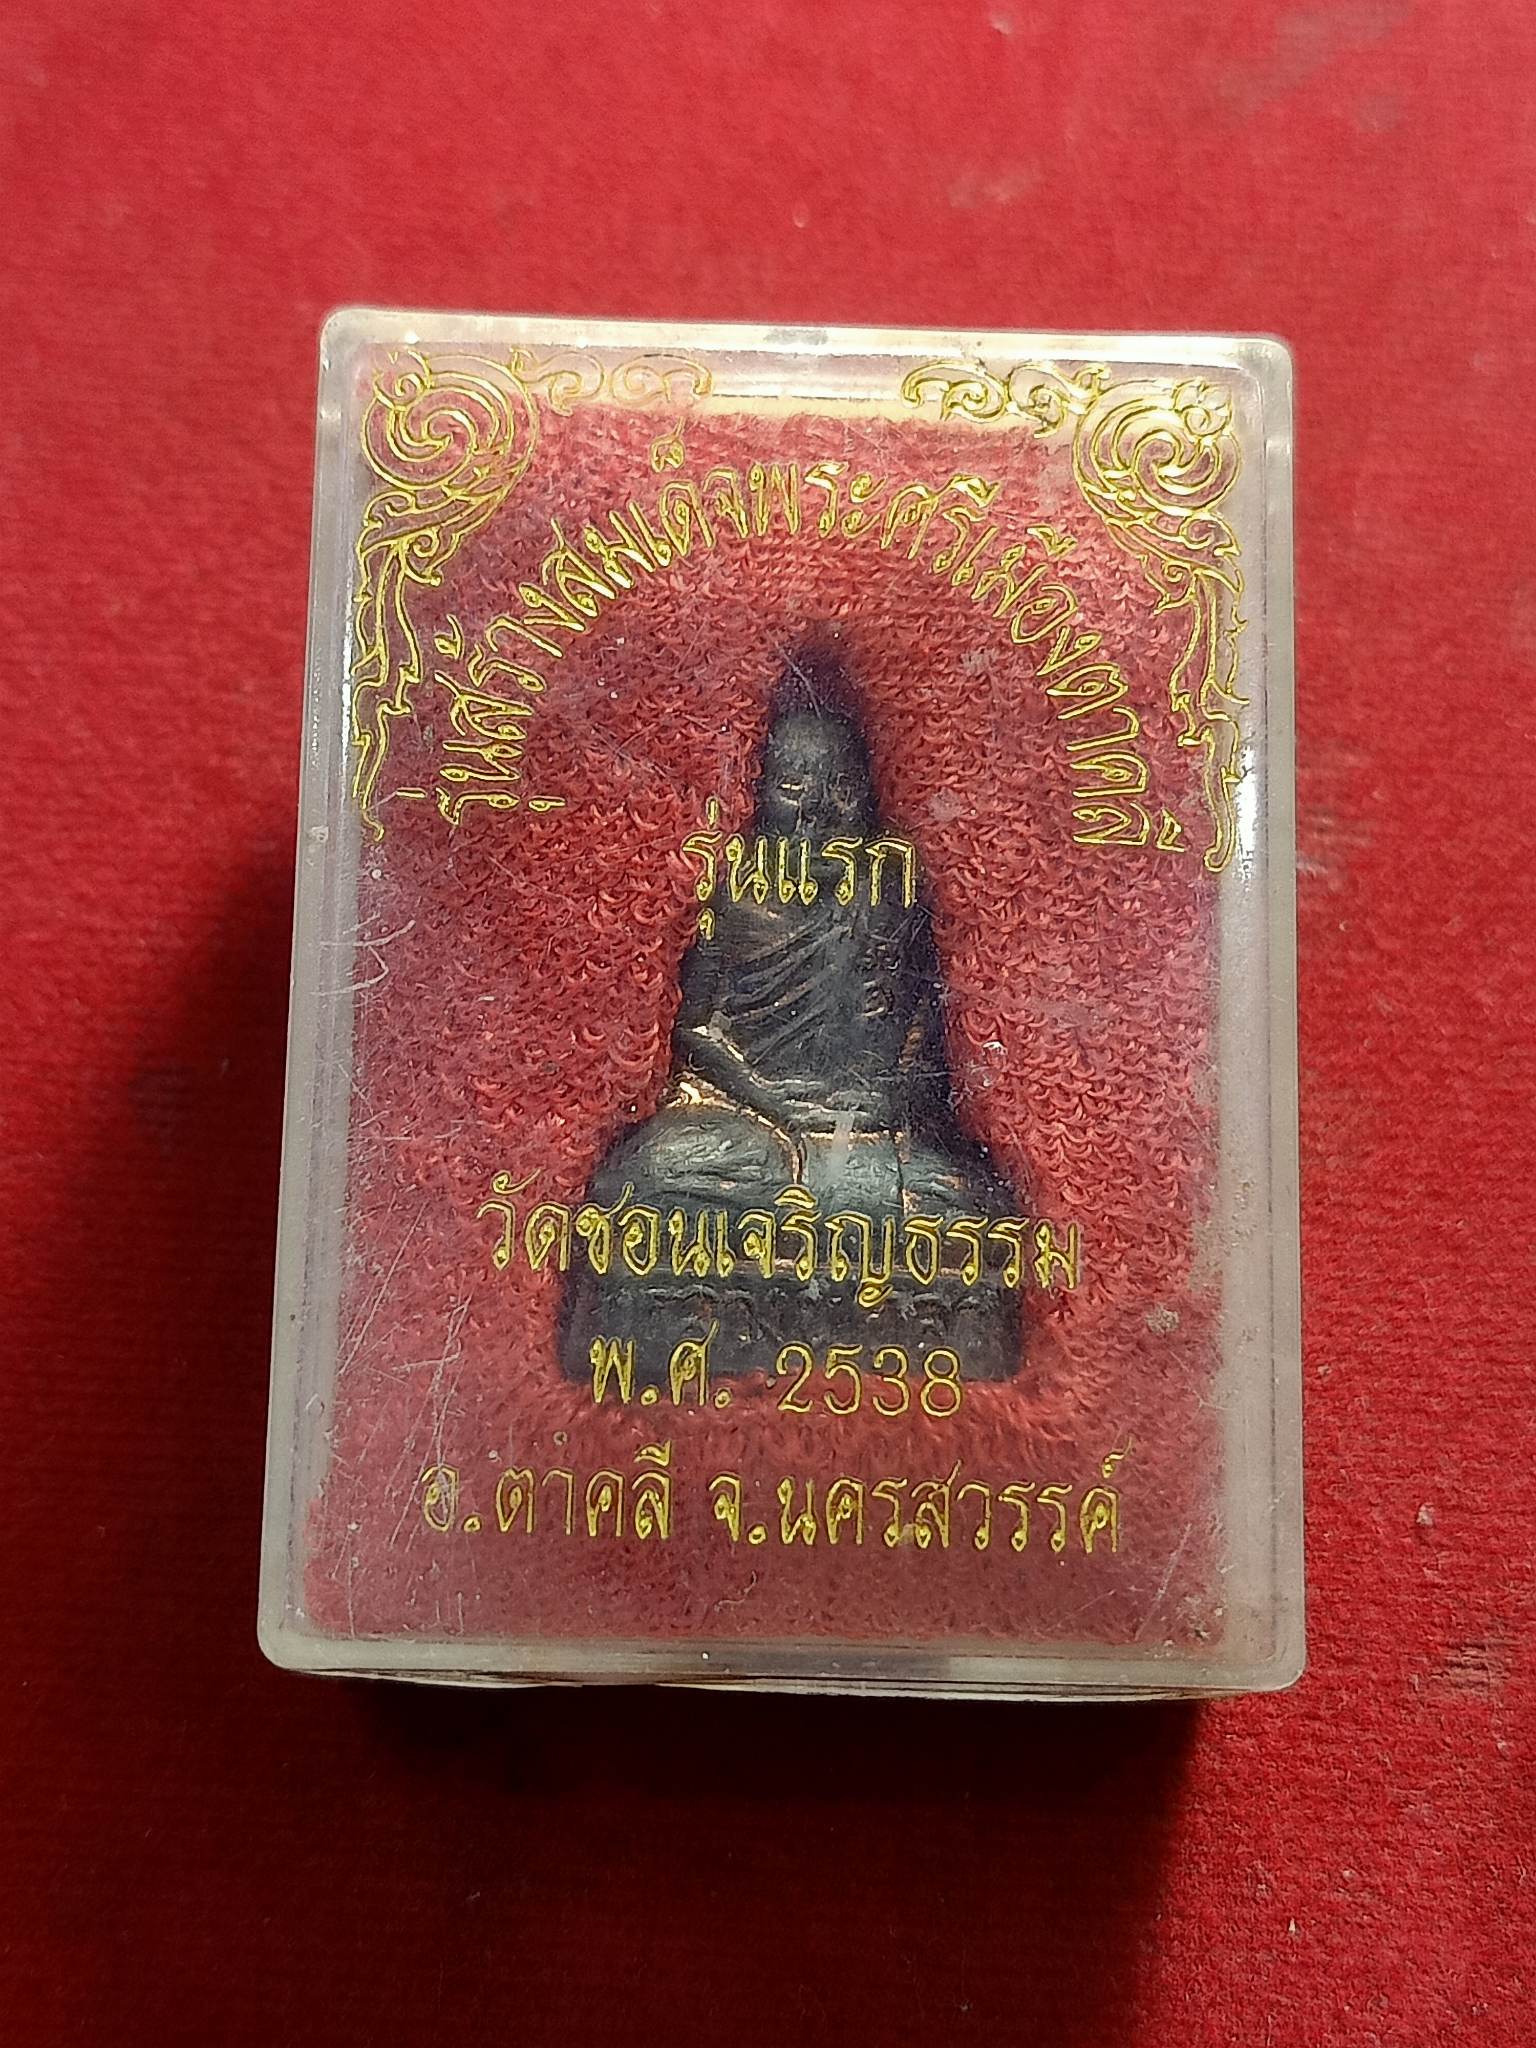 รุ่นสร้างสมเด็จพระศรีเมืองตาคลี
รุ่นแรก
วัดซอนเจริญธรรม
พ.ศ. 2538
อ.ตาคลี จ.นครสวรรค์